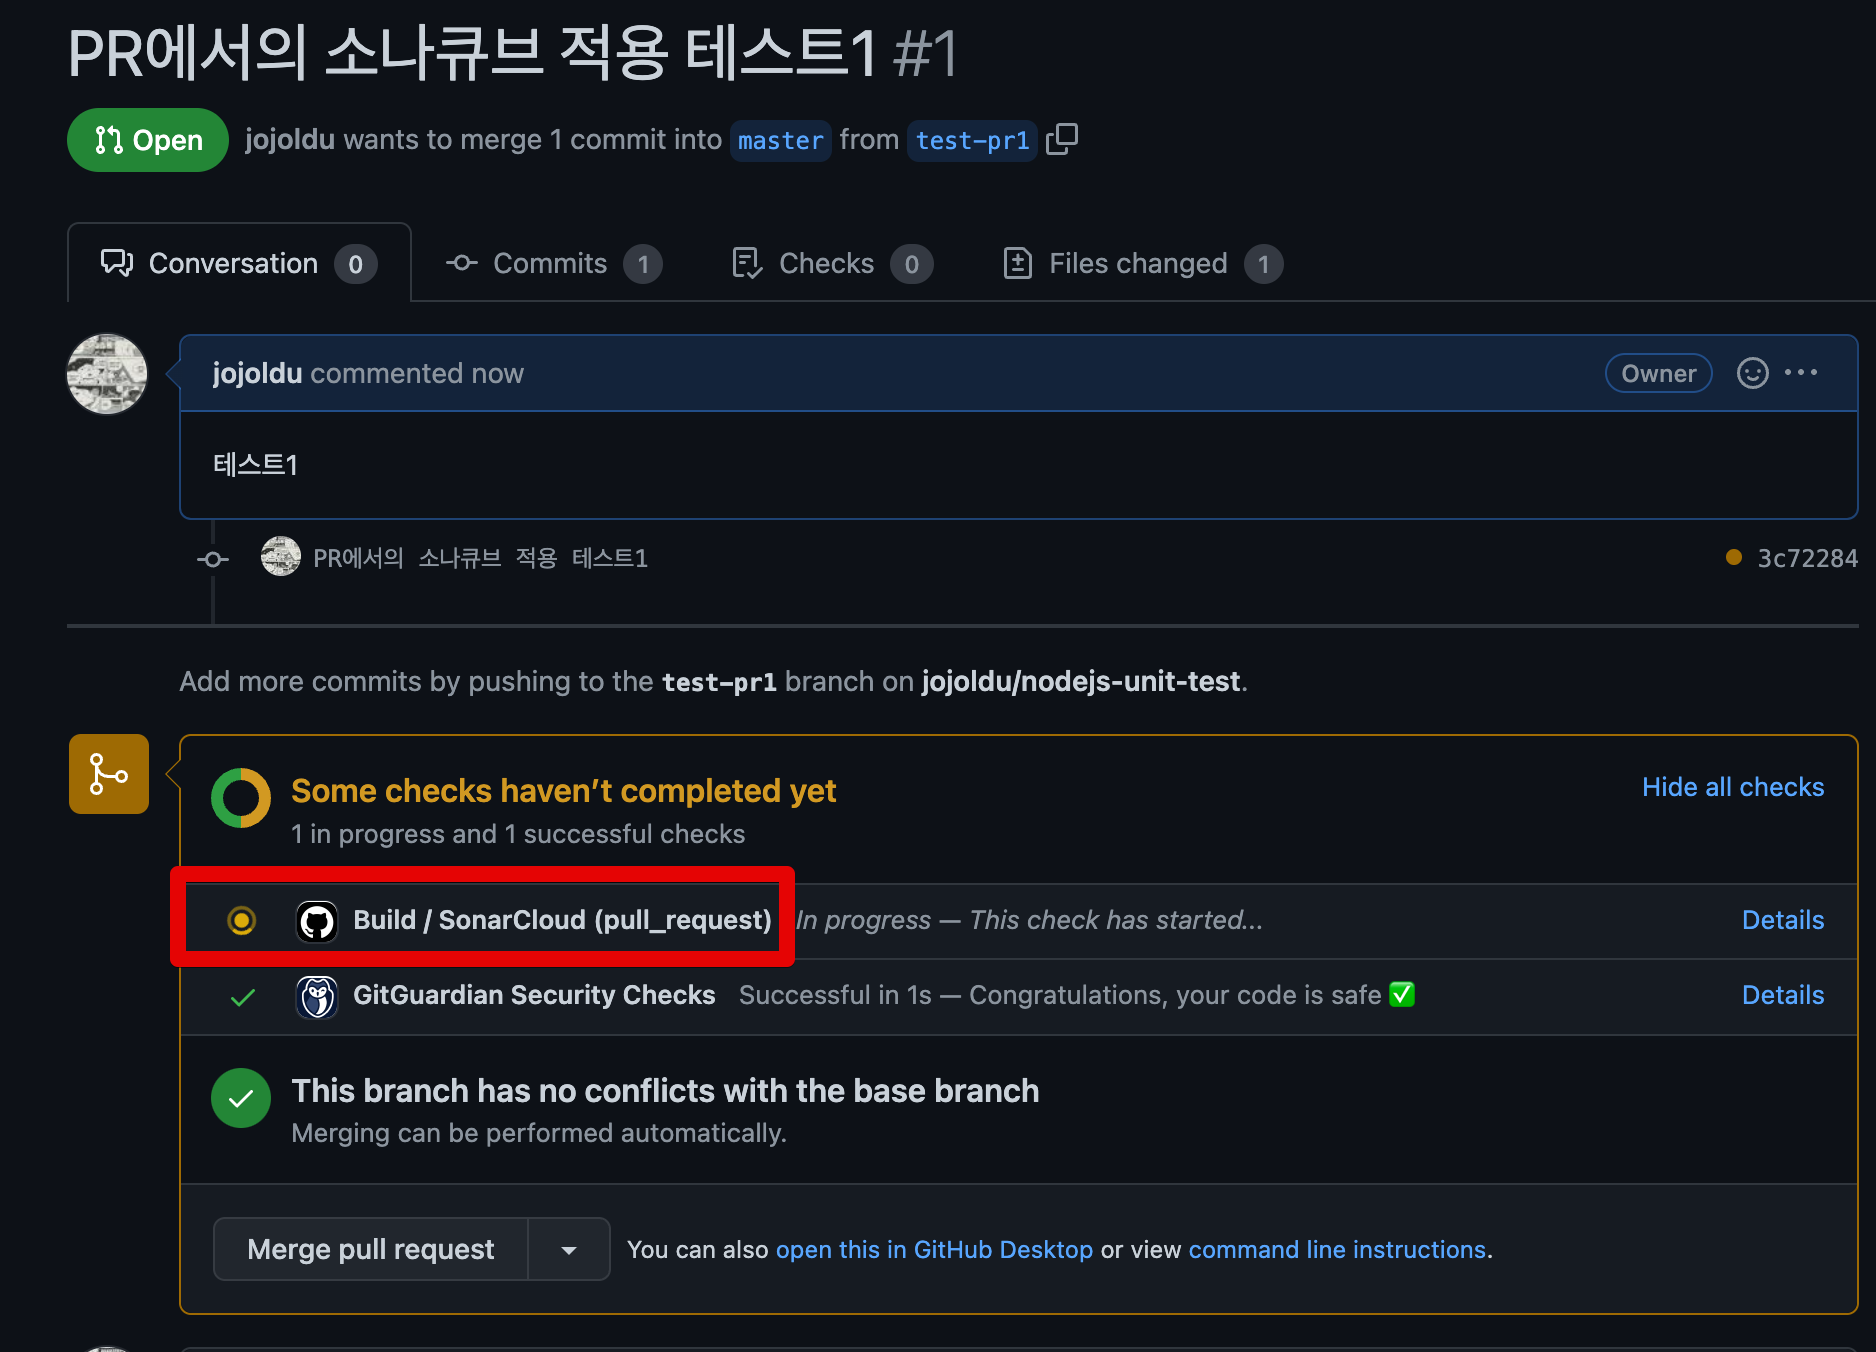 PR에서의 소나큐브 적용 테스트1 #1
Open jojoldu wants to merge 1 commit into master from test-pr1
Conversation 0 Commits 1 Checks 0 Files changed 1
jojoldu commented now Owner
테스트1
PR에서의 소나큐브 적용 테스트1 3c72284
Add more commits by pushing to the test-pr1 branch on jojoldu/nodejs-unit-test.
Some checks haven’t completed yet Hide all checks
1 in progress and 1 successful checks
Build / SonarCloud (pull_request) In progress — This check has started... Details
GitGuardian Security Checks Successful in 1s — Congratulations, your code is safe ✅ Details
This branch has no conflicts with the base branch
Merging can be performed automatically.
Merge pull request You can also open this in GitHub Desktop or view command line instructions.